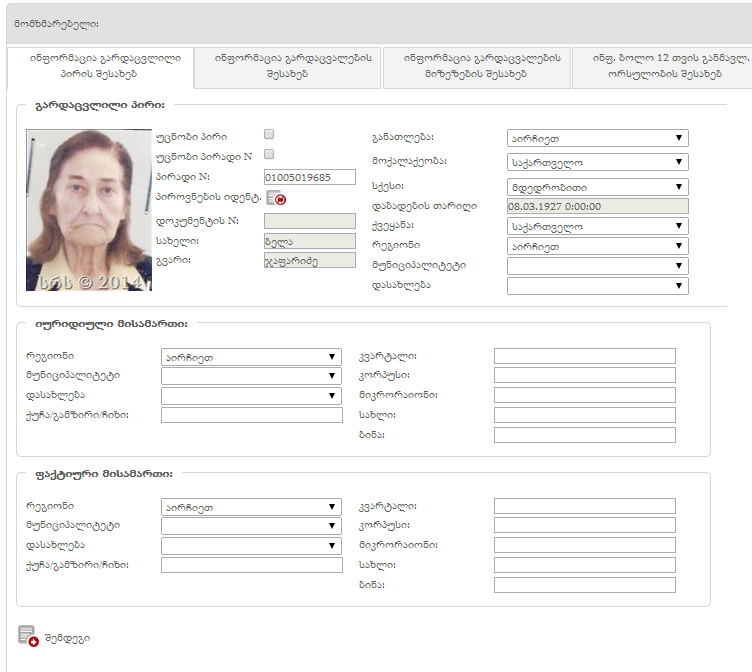 მომხმარებელი:
ინფორმაცია გარდაცვლილი პირის შესახებ
ინფორმაცია გარდაცვალების შესახებ
ინფორმაცია გარდაცვალების მიზეზების შესახებ
ინფ. ბოლო 12 თვის განმავლ. ორსულობის შესახებ
გარდაცვლილი პირი:
სრს © 2014
უცნობი პირი
უცნობი პირადი N
პირადი N: 01005019685
პიროვნების იდენტ.
დოკუმენტის N:
სახელი: ბელა
გვარი: ჯაფარიძე
განათლება: აირჩიეთ
მოქალაქეობა: საქართველო
სქესი: მდედრობითი
დაბადების თარიღი 08.03.1927 0:00:00
ქვეყანა: საქართველო
რეგიონი აირჩიეთ
მუნიციპალიტეტი
დასახლება
იურიდიული მისამართი:
რეგიონი აირჩიეთ
მუნიციპალიტეტი
დასახლება
ქუჩა/გამზირი/ჩიხი:
კვარტალი:
კორპუსი:
მიკრორაიონი:
სახლი:
ბინა:
ფაქტიური მისამართი:
რეგიონი აირჩიეთ
მუნიციპალიტეტი
დასახლება
ქუჩა/გამზირი/ჩიხი:
კვარტალი:
კორპუსი:
მიკრორაიონი:
სახლი:
ბინა:
შემდეგი